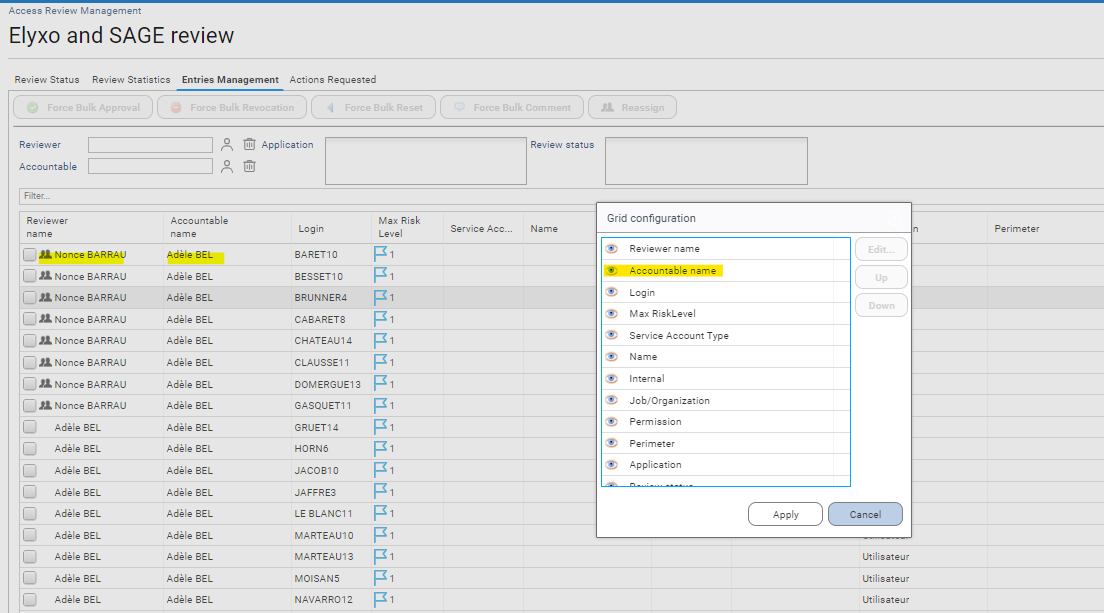 Access Review Management
Elyxo and SAGE review
Review Status Review Statistics Entries Management Actions Requested
Force Bulk Approval Force Bulk Revocation Force Bulk Reset Force Bulk Comment Reassign
Reviewer Application Review status
Accountable
Filter...
Reviewer name Accountable name Login Max Risk Level Service Acc... Name Perimeter
Nonce BARRAU Adèle BEL BARET10 1
Nonce BARRAU Adèle BEL BESSET10 1
Nonce BARRAU Adèle BEL BRUNNER4 1
Nonce BARRAU Adèle BEL CABARET8 1
Nonce BARRAU Adèle BEL CHATEAU14 1
Nonce BARRAU Adèle BEL CLAUSSE11 1
Nonce BARRAU Adèle BEL DOMERGUE13 1
Nonce BARRAU Adèle BEL GASQUET11 1
Adèle BEL Adèle BEL GRUET14 1
Adèle BEL Adèle BEL HORN6 1
Adèle BEL Adèle BEL JACOB10 1
Adèle BEL Adèle BEL JAFFRE3 1
Adèle BEL Adèle BEL LE BLANC11 1
Adèle BEL Adèle BEL MARTEAU10 1 Utilisateur
Adèle BEL Adèle BEL MARTEAU13 1 Utilisateur
Adèle BEL Adèle BEL MOISAN5 1 Utilisateur
Adèle BEL Adèle BEL NAVARRO12 1 Utilisateur
Grid configuration
Reviewer name
Accountable name
Login
Max RiskLevel
Service Account Type
Name
Internal
Job/Organization
Permission
Perimeter
Application
Review status
Edit...
Up
Down
Apply Cancel